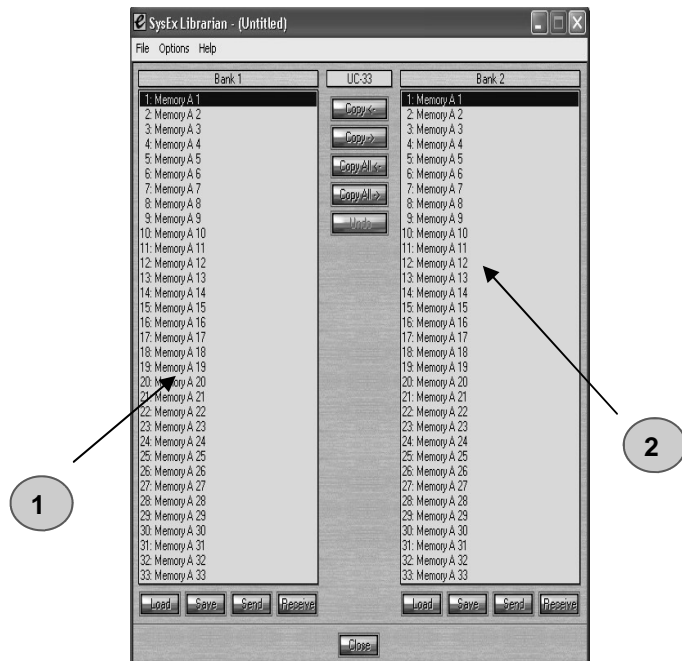 SysEx Librarian - (Untitled)
File Options Help
Bank 1
UC-33
Bank 2
1: Memory A 1
2: Memory A 2
3: Memory A 3
4: Memory A 4
5: Memory A 5
6: Memory A 6
7: Memory A 7
8: Memory A 8
9: Memory A 9
10: Memory A 10
11: Memory A 11
12: Memory A 12
13: Memory A 13
14: Memory A 14
15: Memory A 15
16: Memory A 16
17: Memory A 17
18: Memory A 18
19: Memory A 19
20: Memory A 20
21: Memory A 21
22: Memory A 22
23: Memory A 23
24: Memory A 24
25: Memory A 25
26: Memory A 26
27: Memory A 27
28: Memory A 28
29: Memory A 29
30: Memory A 30
31: Memory A 31
32: Memory A 32
33: Memory A 33
Load Save Send Receive
Copy <-
Copy ->
Copy All <-
Copy All ->
Undo
1: Memory A 1
2: Memory A 2
3: Memory A 3
4: Memory A 4
5: Memory A 5
6: Memory A 6
7: Memory A 7
8: Memory A 8
9: Memory A 9
10: Memory A 10
11: Memory A 11
12: Memory A 12
13: Memory A 13
14: Memory A 14
15: Memory A 15
16: Memory A 16
17: Memory A 17
18: Memory A 18
19: Memory A 19
20: Memory A 20
21: Memory A 21
22: Memory A 22
23: Memory A 23
24: Memory A 24
25: Memory A 25
26: Memory A 26
27: Memory A 27
28: Memory A 28
29: Memory A 29
30: Memory A 30
31: Memory A 31
32: Memory A 32
33: Memory A 33
Load Save Send Receive
Close
1
2